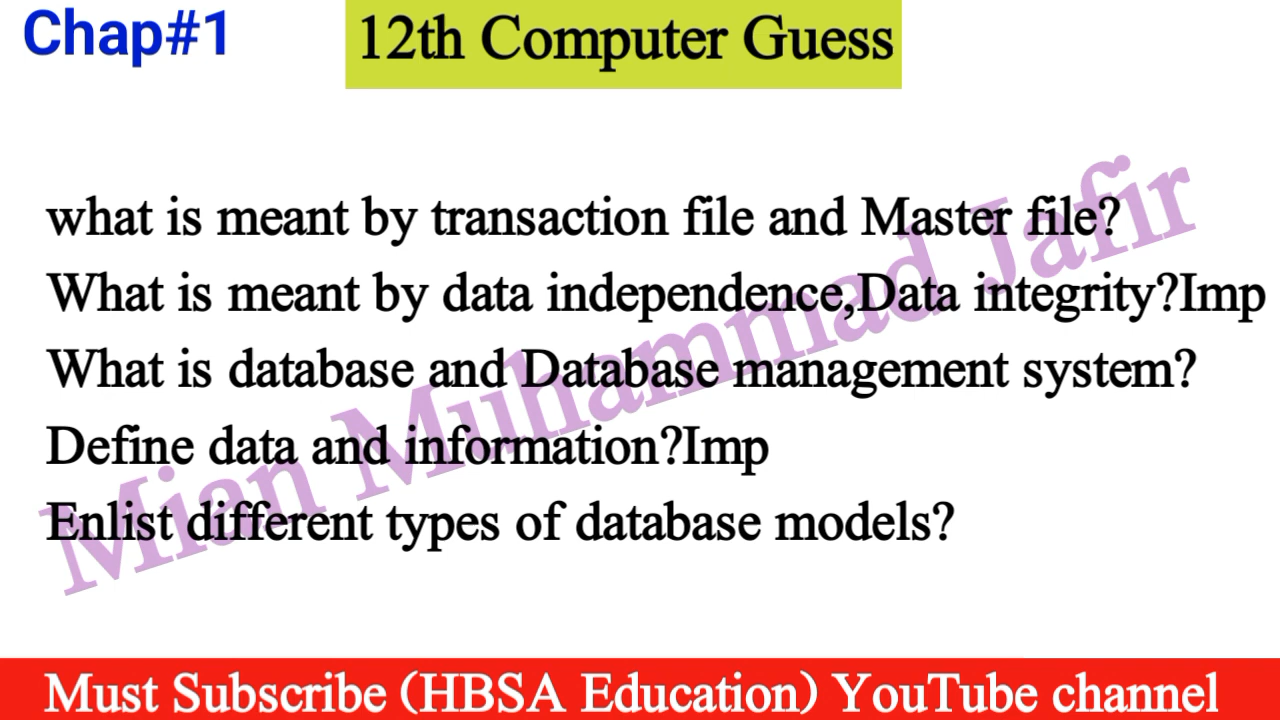 Chap#1
12th Computer Guess
what is meant by transaction file and Master file?
What is meant by data independence,Data integrity?Imp
What is database and Database management system?
Define data and information?Imp
Enlist different types of database models?
Mian Muhammad Jafir
Must Subscribe (HBSA Education) YouTube channel